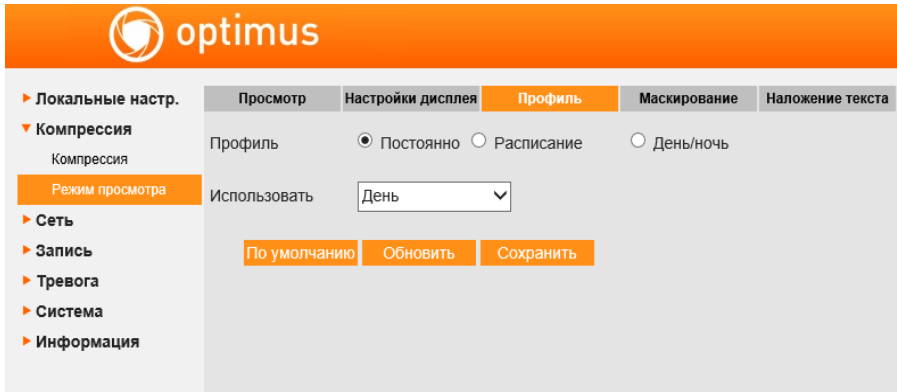 optimus
Локальные настр.
Компрессия
Компрессия
Режим просмотра
Сеть
Запись
Тревога
Система
Информация
Просмотр Настройки дисплея Профиль Маскирование Наложение текста
Профиль Постоянно Расписание День/ночь
Использовать День
По умолчанию Обновить Сохранить